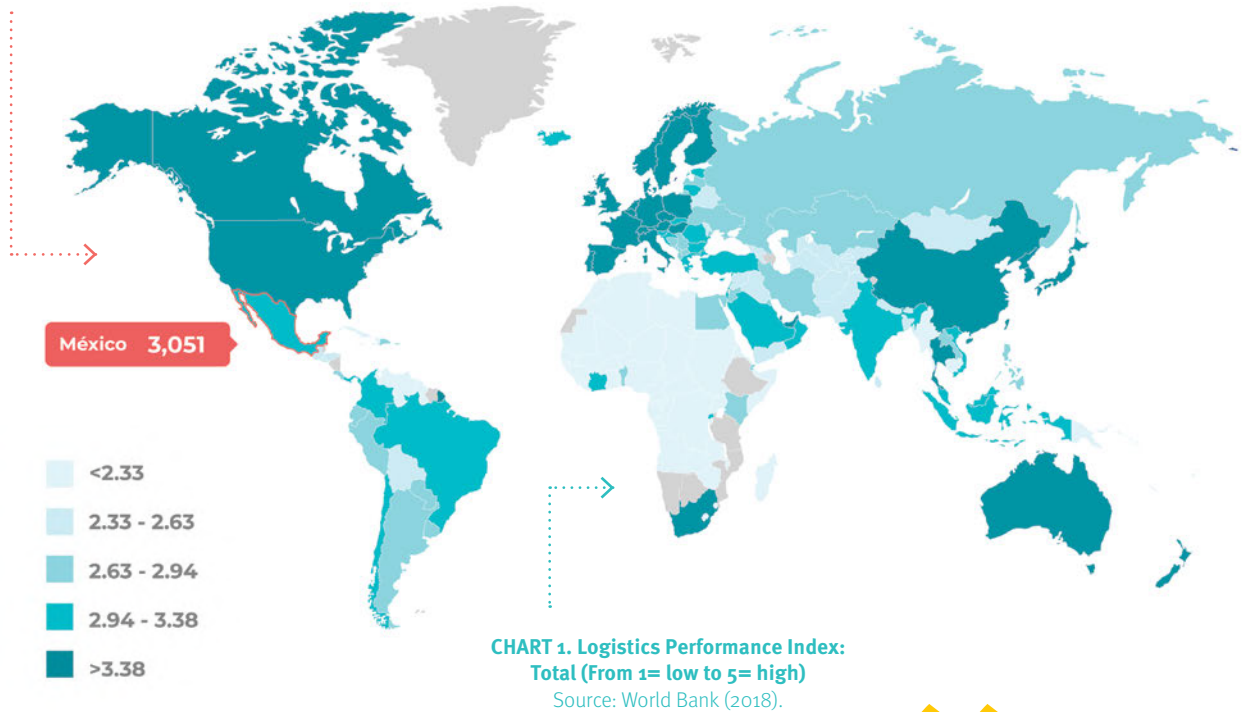 México 3,051
<2.33
2.33 - 2.63
2.63 - 2.94
2.94 - 3.38
>3.38
CHART 1. Logistics Performance Index:
Total (From 1= low to 5= high)
Source: World Bank (2018).